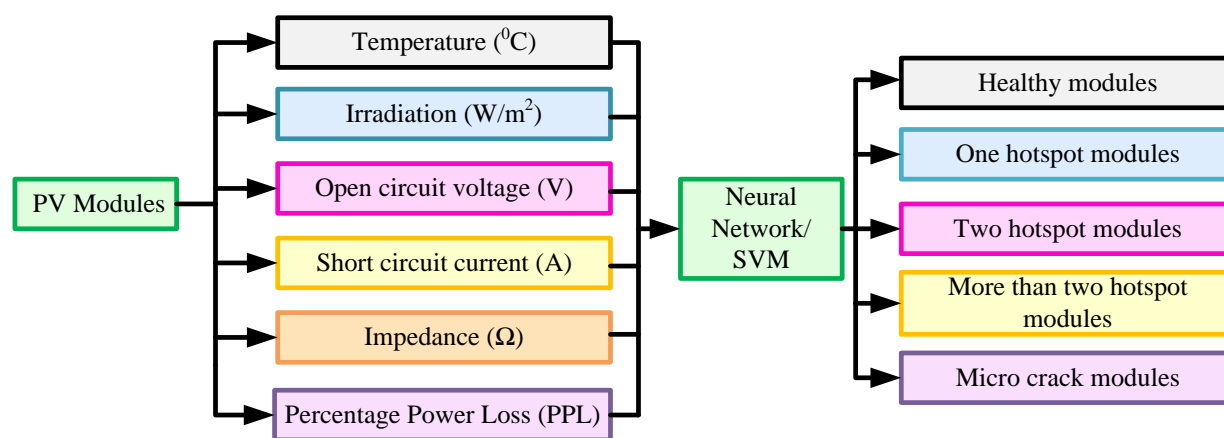 PV Modules
Temperature (⁰C)
Irradiation (W/m²)
Open circuit voltage (V)
Short circuit current (A)
Impedance (Ω)
Percentage Power Loss (PPL)
Neural
Network/
SVM
Healthy modules
One hotspot modules
Two hotspot modules
More than two hotspot
modules
Micro crack modules